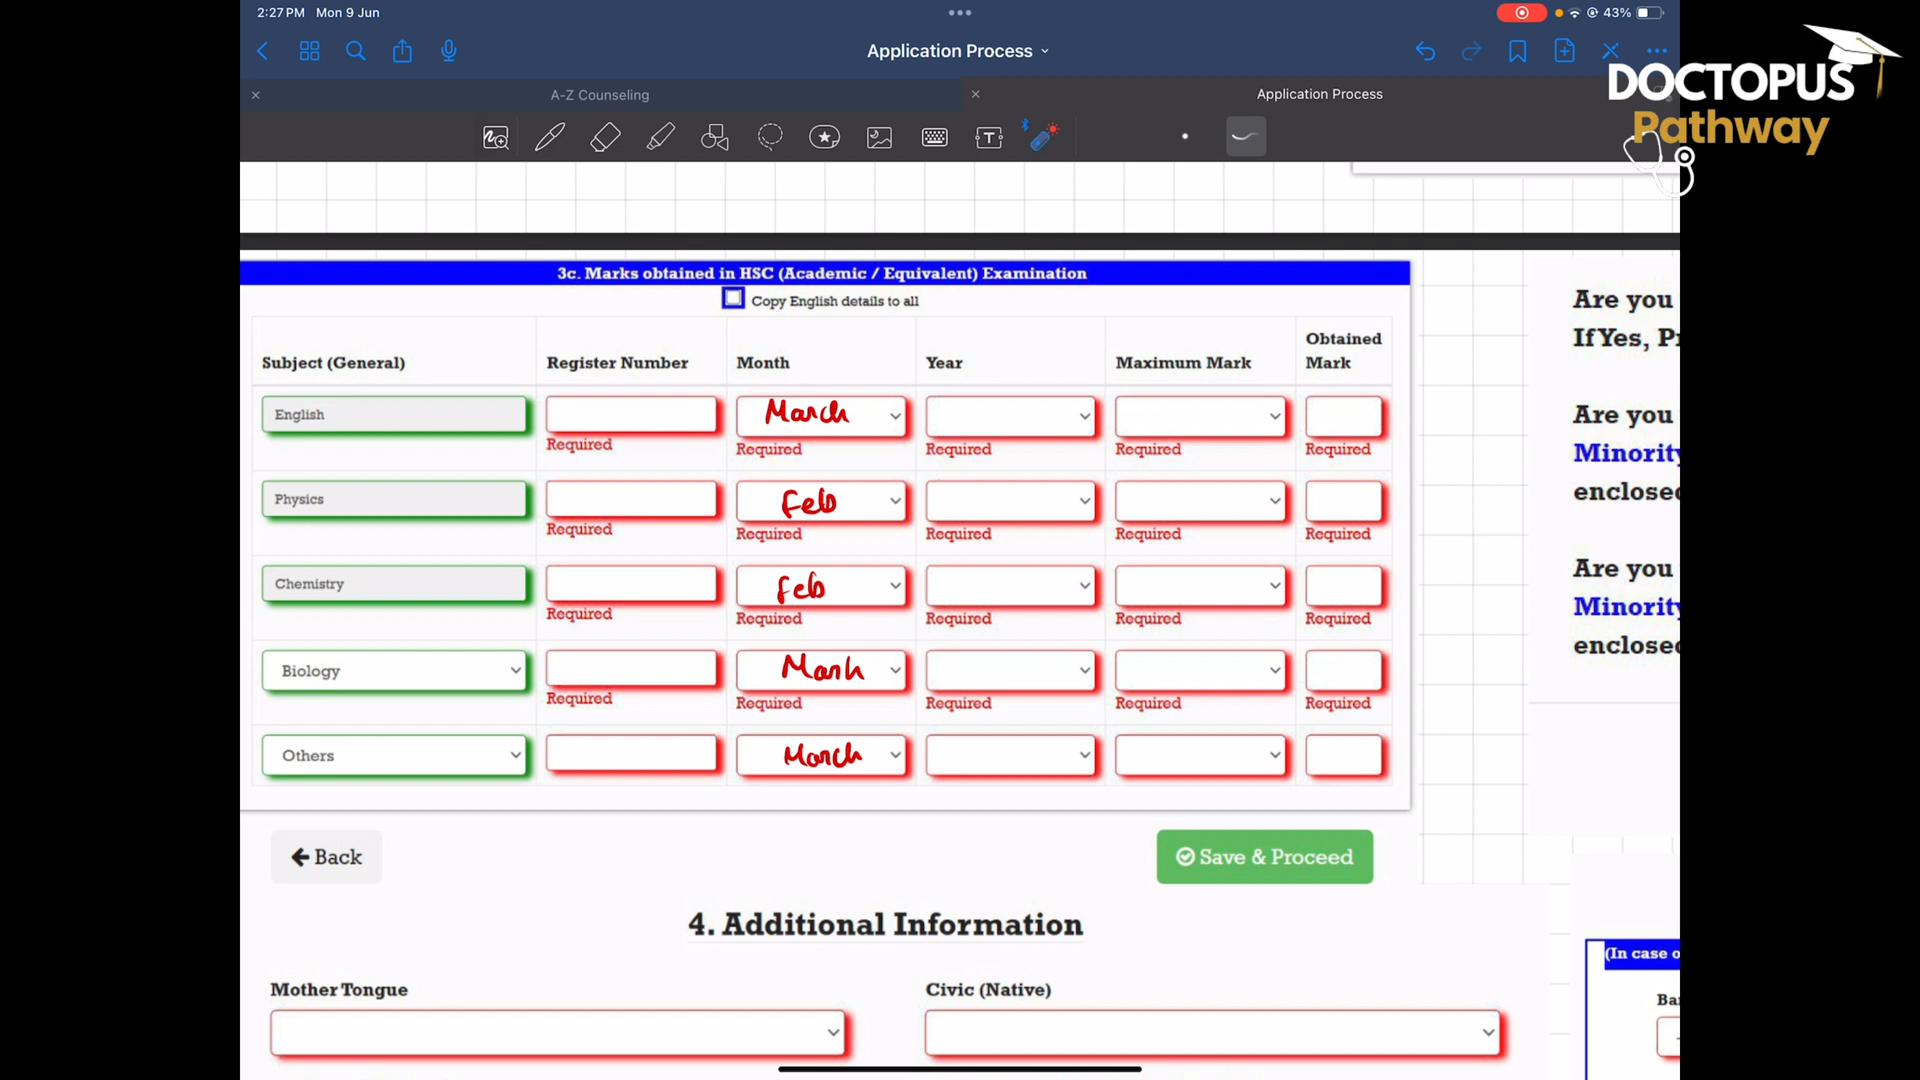 2:27 PM Mon 9 Jun
43%
Application Process
A-Z Counseling
Application Process
DOCTOPUS
Pathway
3c. Marks obtained in HSC (Academic / Equivalent) Examination
Copy English details to all
Subject (General) Register Number Month Year Maximum Mark Obtained Mark
English March
Required Required Required Required Required
Physics Feb
Required Required Required Required Required
Chemistry Feb
Required Required Required Required Required
Biology Marh
Required Required Required Required Required
Others March
Back Save & Proceed
4. Additional Information
Mother Tongue Civic (Native)
Are you
If Yes, P
Are you
Minority
enclosed
Are you
Minority
enclosed
(In case o
Ba